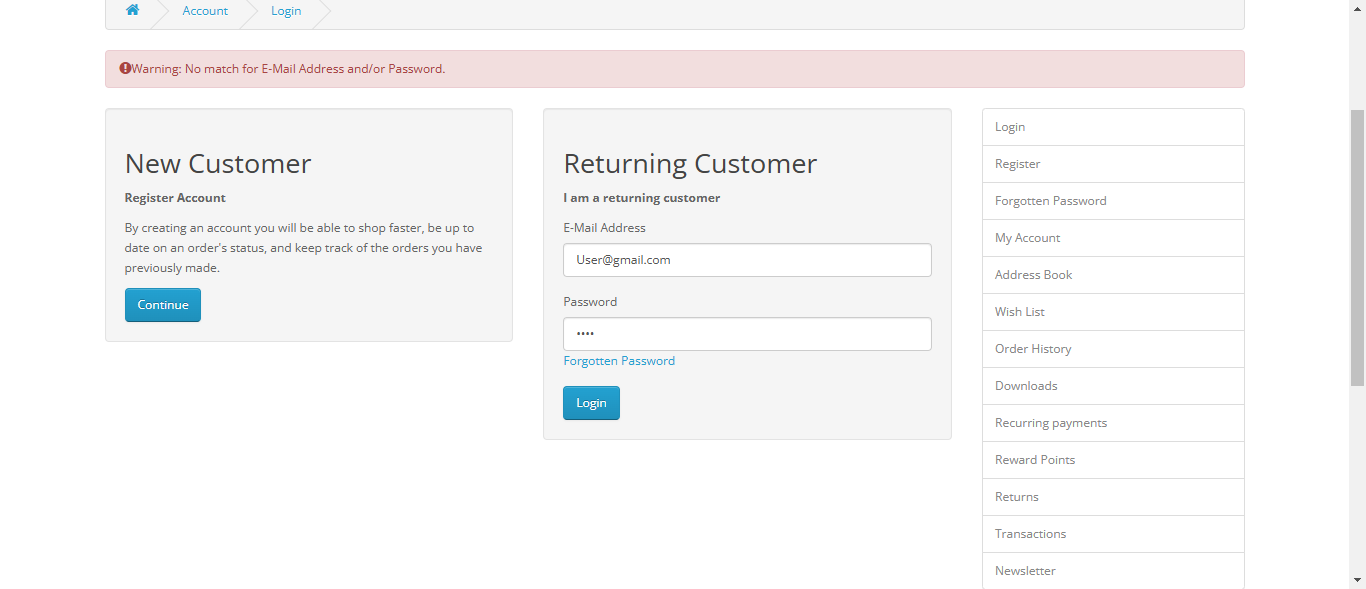 Account
Login
Warning: No match for E-Mail Address and/or Password.
New Customer
Register Account
By creating an account you will be able to shop faster, be up to
date on an order's status, and keep track of the orders you have
previously made.
Continue
Returning Customer
I am a returning customer
E-Mail Address
User@gmail.com
Password
••••
Forgotten Password
Login
Login
Register
Forgotten Password
My Account
Address Book
Wish List
Order History
Downloads
Recurring payments
Reward Points
Returns
Transactions
Newsletter